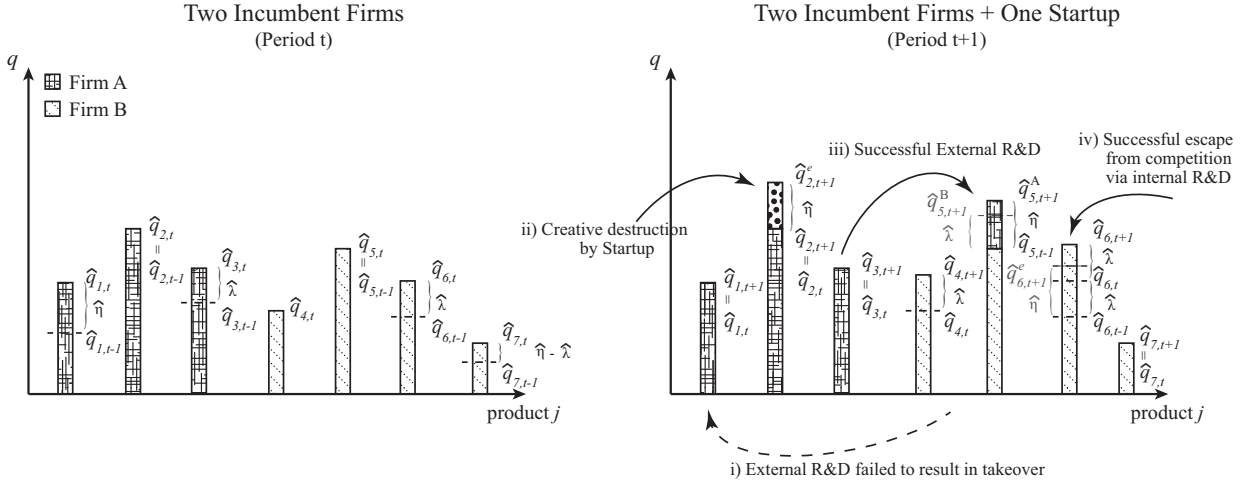 Two Incumbent Firms
(Period t)
q
Firm A
Firm B
q̂1,t
η̂
q̂1,t-1
q̂2,t
=
q̂2,t-1
q̂3,t
λ̂
q̂3,t-1
q̂4,t
q̂5,t
=
q̂5,t-1
q̂6,t
λ̂
q̂6,t-1
q̂7,t
η̂ - λ̂
q̂7,t-1
product j
Two Incumbent Firms + One Startup
(Period t+1)
q
ii) Creative destruction
by Startup
iii) Successful External R&D
iv) Successful escape
from competition
via internal R&D
q̂1,t+1
=
q̂1,t
q̂ᵉ2,t+1
η̂
q̂2,t+1
=
q̂2,t
q̂3,t+1
=
q̂3,t
q̂4,t+1
λ̂
q̂4,t
q̂ᴮ5,t+1
λ̂
q̂ᴬ5,t+1
η̂
q̂5,t-1
q̂ᵉ6,t+1
η̂
q̂6,t+1
λ̂
q̂6,t
λ̂
q̂6,t-1
q̂7,t+1
=
q̂7,t
product j
i) External R&D failed to result in takeover